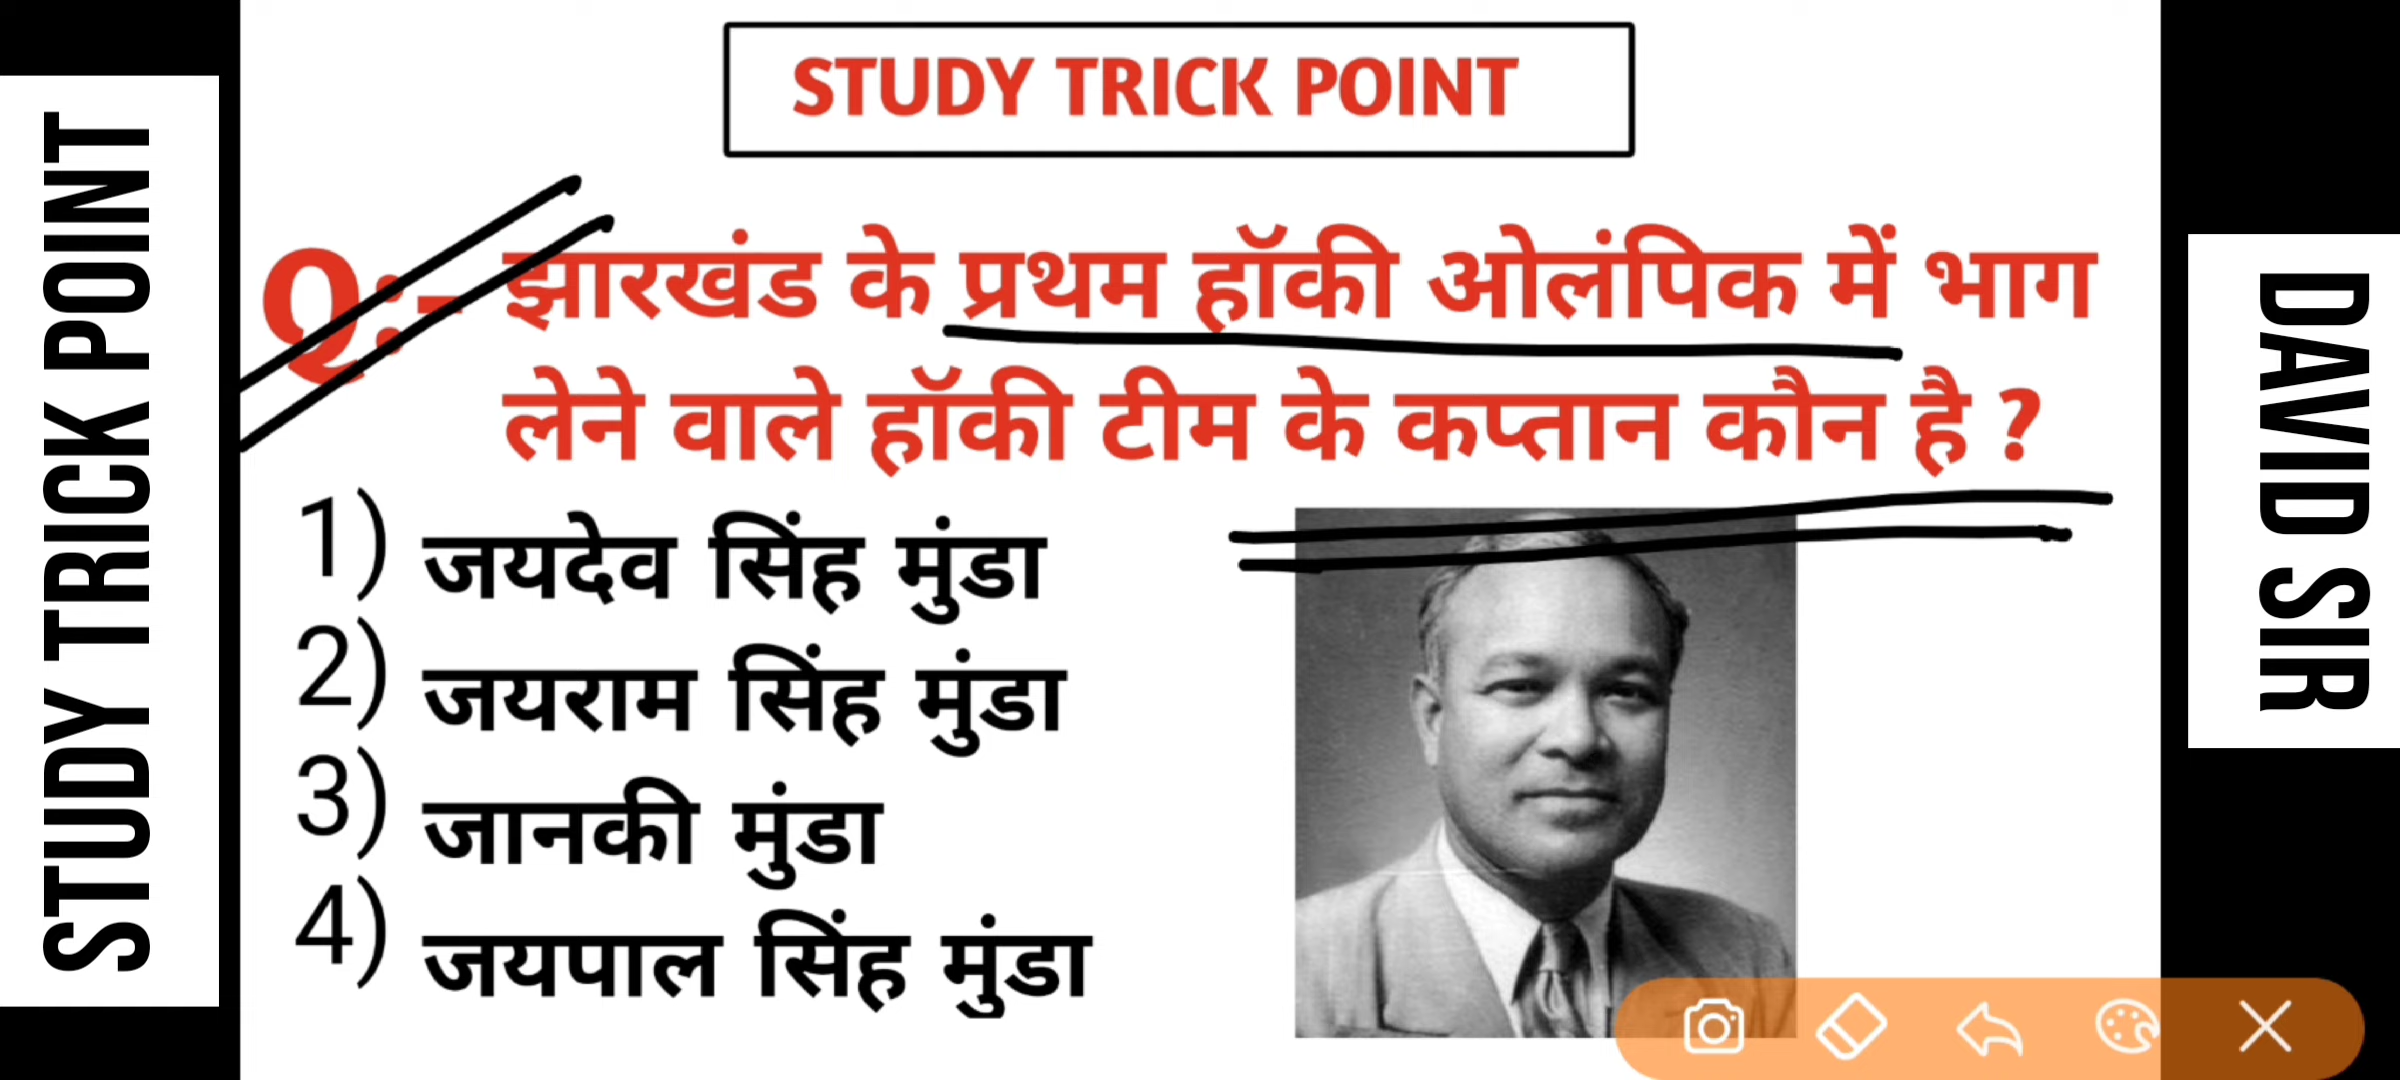 STUDY TRICK POINT
STUDY TRICK POINT
Q:- झारखंड के प्रथम हॉकी ओलंपिक में भाग
लेने वाले हॉकी टीम के कप्तान कौन है ?
1) जयदेव सिंह मुंडा
2) जयराम सिंह मुंडा
3) जानकी मुंडा
4) जयपाल सिंह मुंडा
DAVID SIR